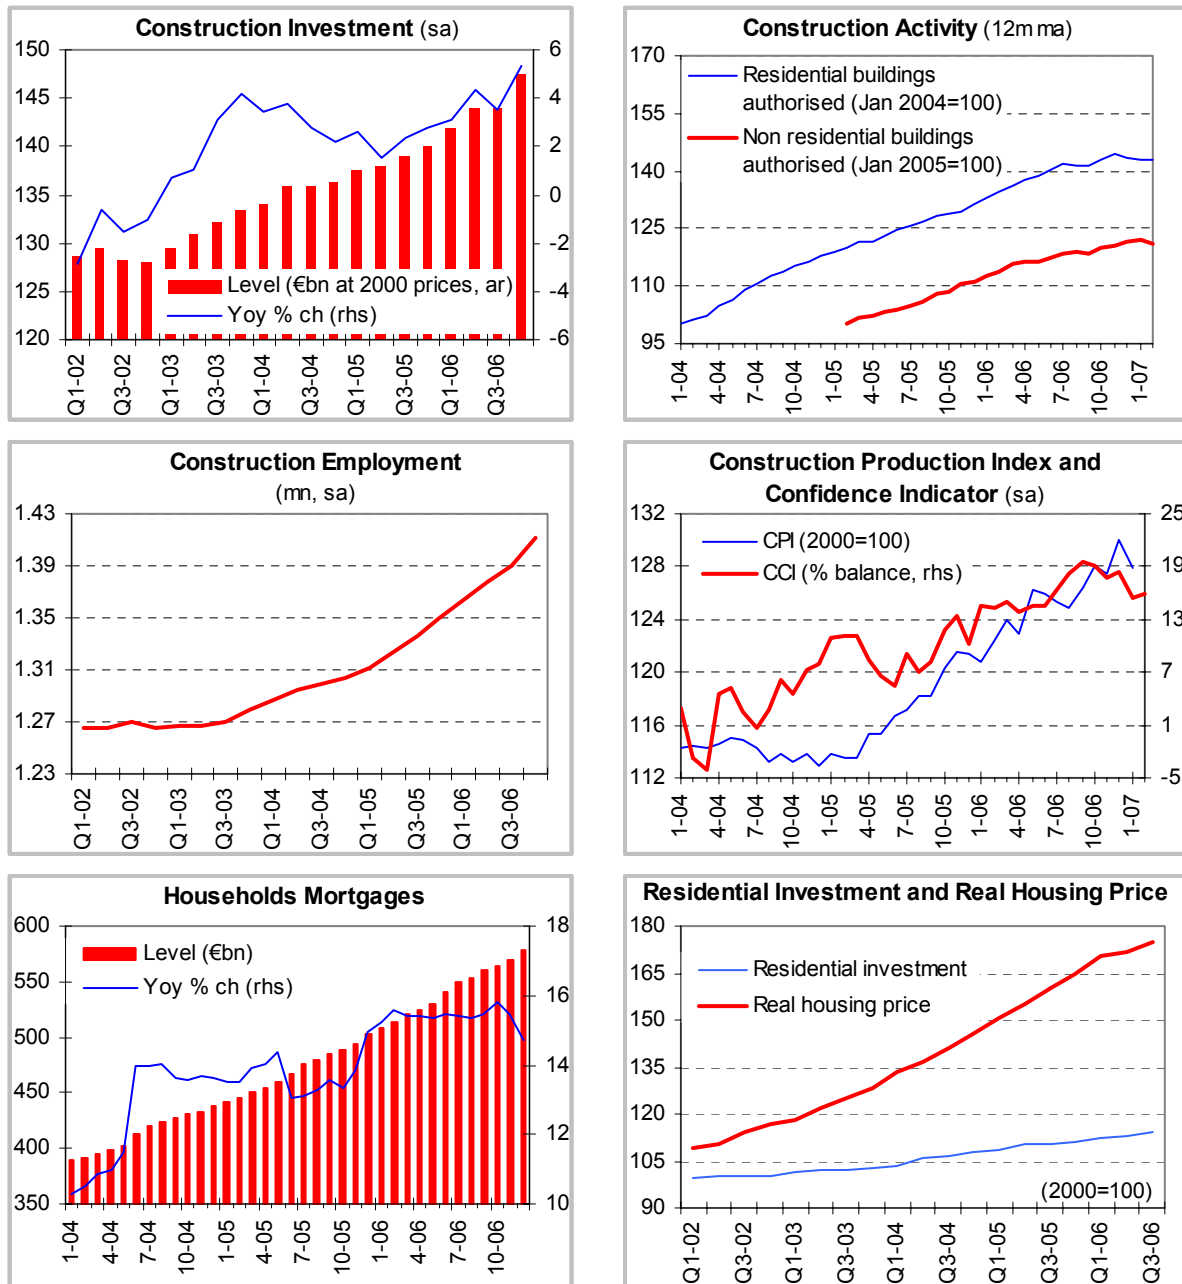 Construction Investment (sa)
150
145
140
135
130
125
120
6
4
2
0
-2
-4
-6
Level (€bn at 2000 prices, ar)
Yoy % ch (rhs)
Q1-02
Q3-02
Q1-03
Q3-03
Q1-04
Q3-04
Q1-05
Q3-05
Q1-06
Q3-06
Construction Activity (12m ma)
170
155
140
125
110
95
Residential buildings
authorised (Jan 2004=100)
Non residential buildings
authorised (Jan 2005=100)
1-04
4-04
7-04
10-04
1-05
4-05
7-05
10-05
1-06
4-06
7-06
10-06
1-07
Construction Employment
(mn, sa)
1.43
1.39
1.35
1.31
1.27
1.23
Q1-02
Q3-02
Q1-03
Q3-03
Q1-04
Q3-04
Q1-05
Q3-05
Q1-06
Q3-06
Construction Production Index and
Confidence Indicator (sa)
132
128
124
120
116
112
25
19
13
7
1
-5
CPI (2000=100)
CCI (% balance, rhs)
1-04
4-04
7-04
10-04
1-05
4-05
7-05
10-05
1-06
4-06
7-06
10-06
1-07
Households Mortgages
600
550
500
450
400
350
18
16
14
12
10
Level (€bn)
Yoy % ch (rhs)
1-04
4-04
7-04
10-04
1-05
4-05
7-05
10-05
1-06
4-06
7-06
10-06
Residential Investment and Real Housing Price
180
165
150
135
120
105
90
Residential investment
Real housing price
(2000=100)
Q1-02
Q3-02
Q1-03
Q3-03
Q1-04
Q3-04
Q1-05
Q3-05
Q1-06
Q3-06